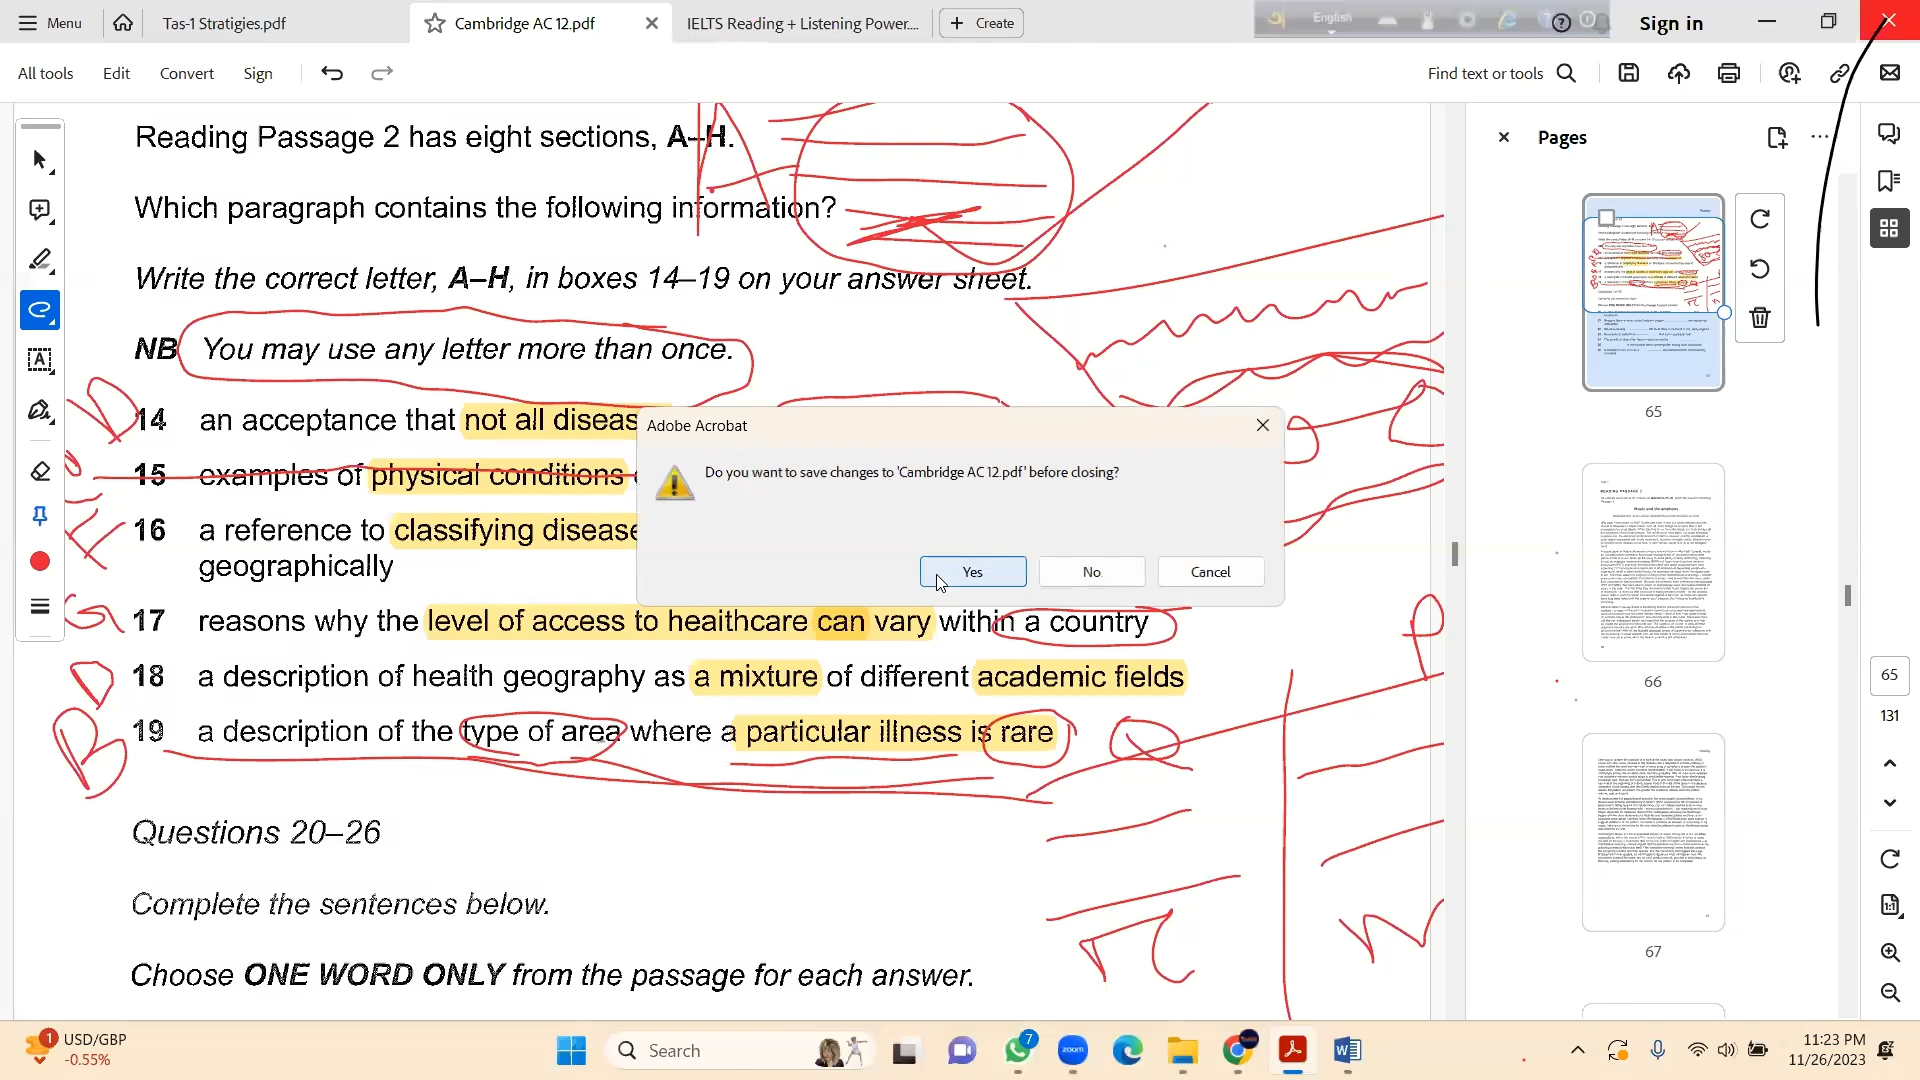 Menu
Tas-1 Stratigies.pdf
Cambridge AC 12.pdf
IELTS Reading + Listening Power....
Create
English
Sign in
All tools
Edit
Convert
Sign
Find text or tools
Reading Passage 2 has eight sections, A–H.
Which paragraph contains the following information?
Write the correct letter, A–H, in boxes 14–19 on your answer sheet.
NB You may use any letter more than once.
D 14 an acceptance that not all diseas
15 examples of physical conditions
F 16 a reference to classifying disease
geographically
G 17 reasons why the level of access to healthcare can vary within a country
D 18 a description of health geography as a mixture of different academic fields
B 19 a description of the type of area where a particular illness is rare
Questions 20–26
Complete the sentences below.
Choose ONE WORD ONLY from the passage for each answer.
Adobe Acrobat
Do you want to save changes to 'Cambridge AC 12.pdf' before closing?
Yes
No
Cancel
Pages
65
66
67
65
131
1
USD/GBP
-0.55%
Search
7
zoom
11:23 PM
11/26/2023